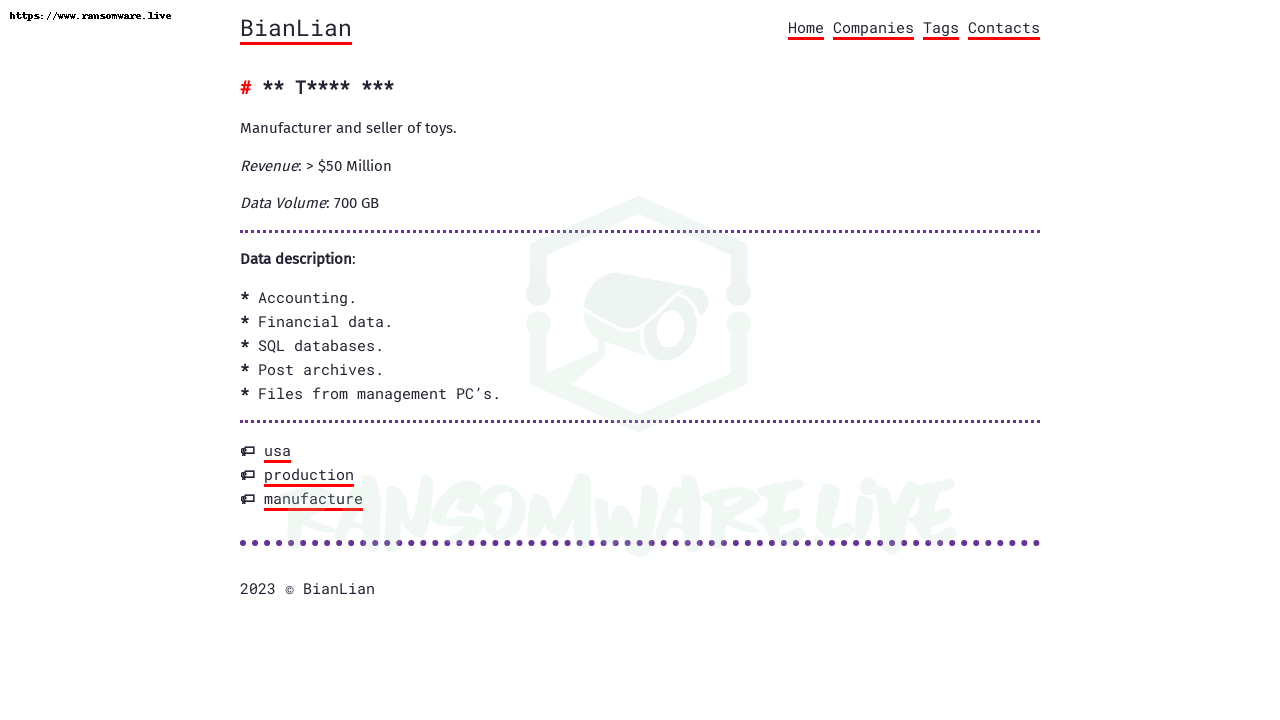 https://www.ransomware.live
BianLian
Home Companies Tags Contacts
# ** T**** ***
Manufacturer and seller of toys.
Revenue: > $50 Million
Data Volume: 700 GB
Data description:
* Accounting.
* Financial data.
* SQL databases.
* Post archives.
* Files from management PC’s.
usa
production
manufacture
RANSOMWARE.LIVE
2023 © BianLian